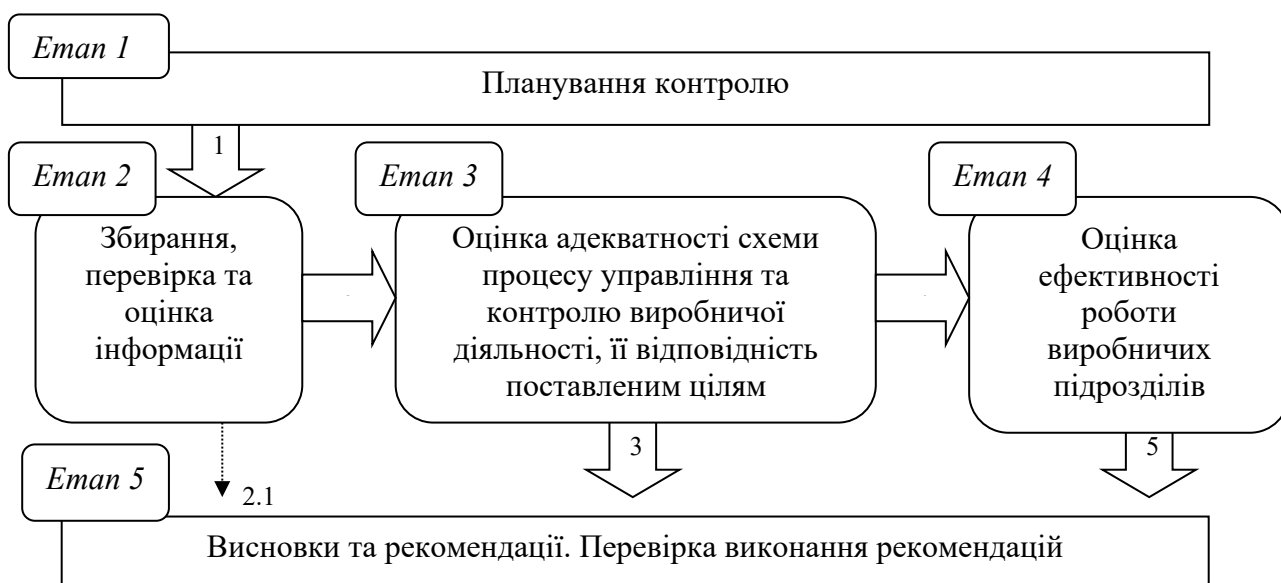 Етап 1
Планування контролю
1
Етап 2
Збирання,
перевірка та
оцінка
інформації
Етап 3
Оцінка адекватності схеми
процесу управління та
контролю виробничої
діяльності, її відповідність
поставленим цілям
Етап 4
Оцінка
ефективності
роботи
виробничих
підрозділів
2.1
3
5
Етап 5
Висновки та рекомендації. Перевірка виконання рекомендацій